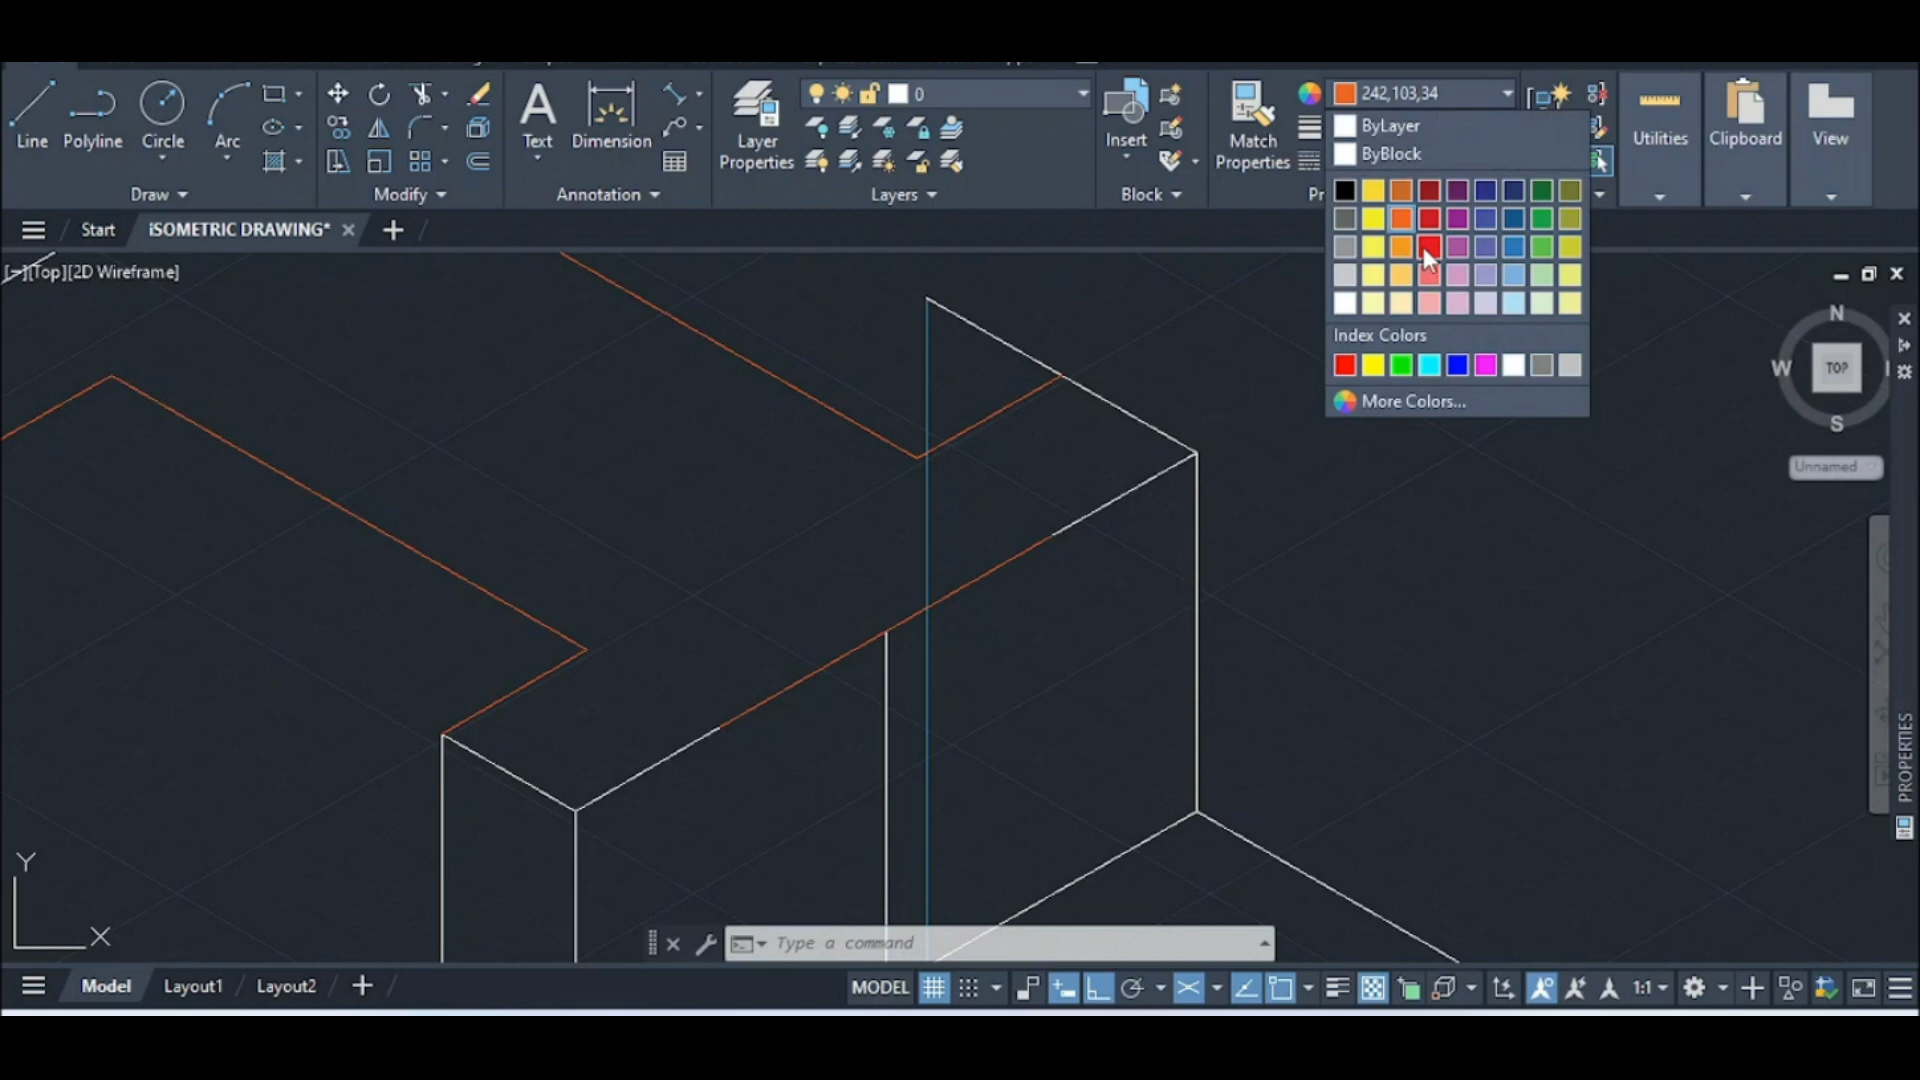 Line
Polyline
Circle
Arc
Text
Dimension
Layer
Properties
0
Insert
Match
Properties
242,103,34
Utilities
Clipboard
View
Draw
Modify
Annotation
Layers
Block
Pr
ByLayer
ByBlock
Index Colors
More Colors...
Start
iSOMETRIC DRAWING*
[−][Top][2D Wireframe]
N
W
TOP
S
Unnamed
PROPERTIES
Y
X
Type a command
Model
Layout1
Layout2
MODEL
1:1